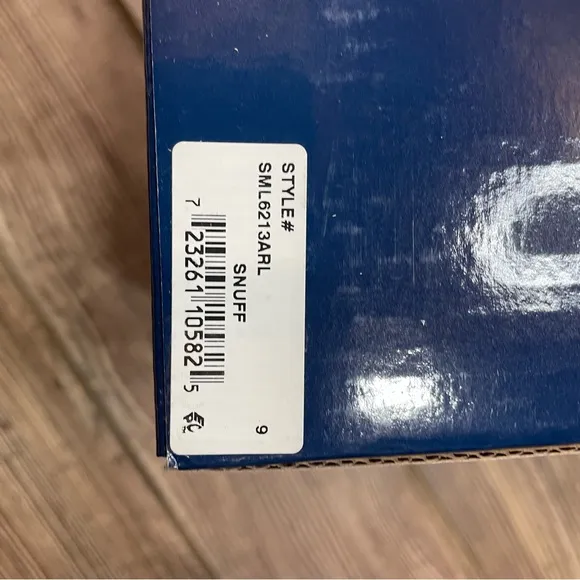 STYLE#
SML6213ARL
SNUFF
9
7 23261 10582 5